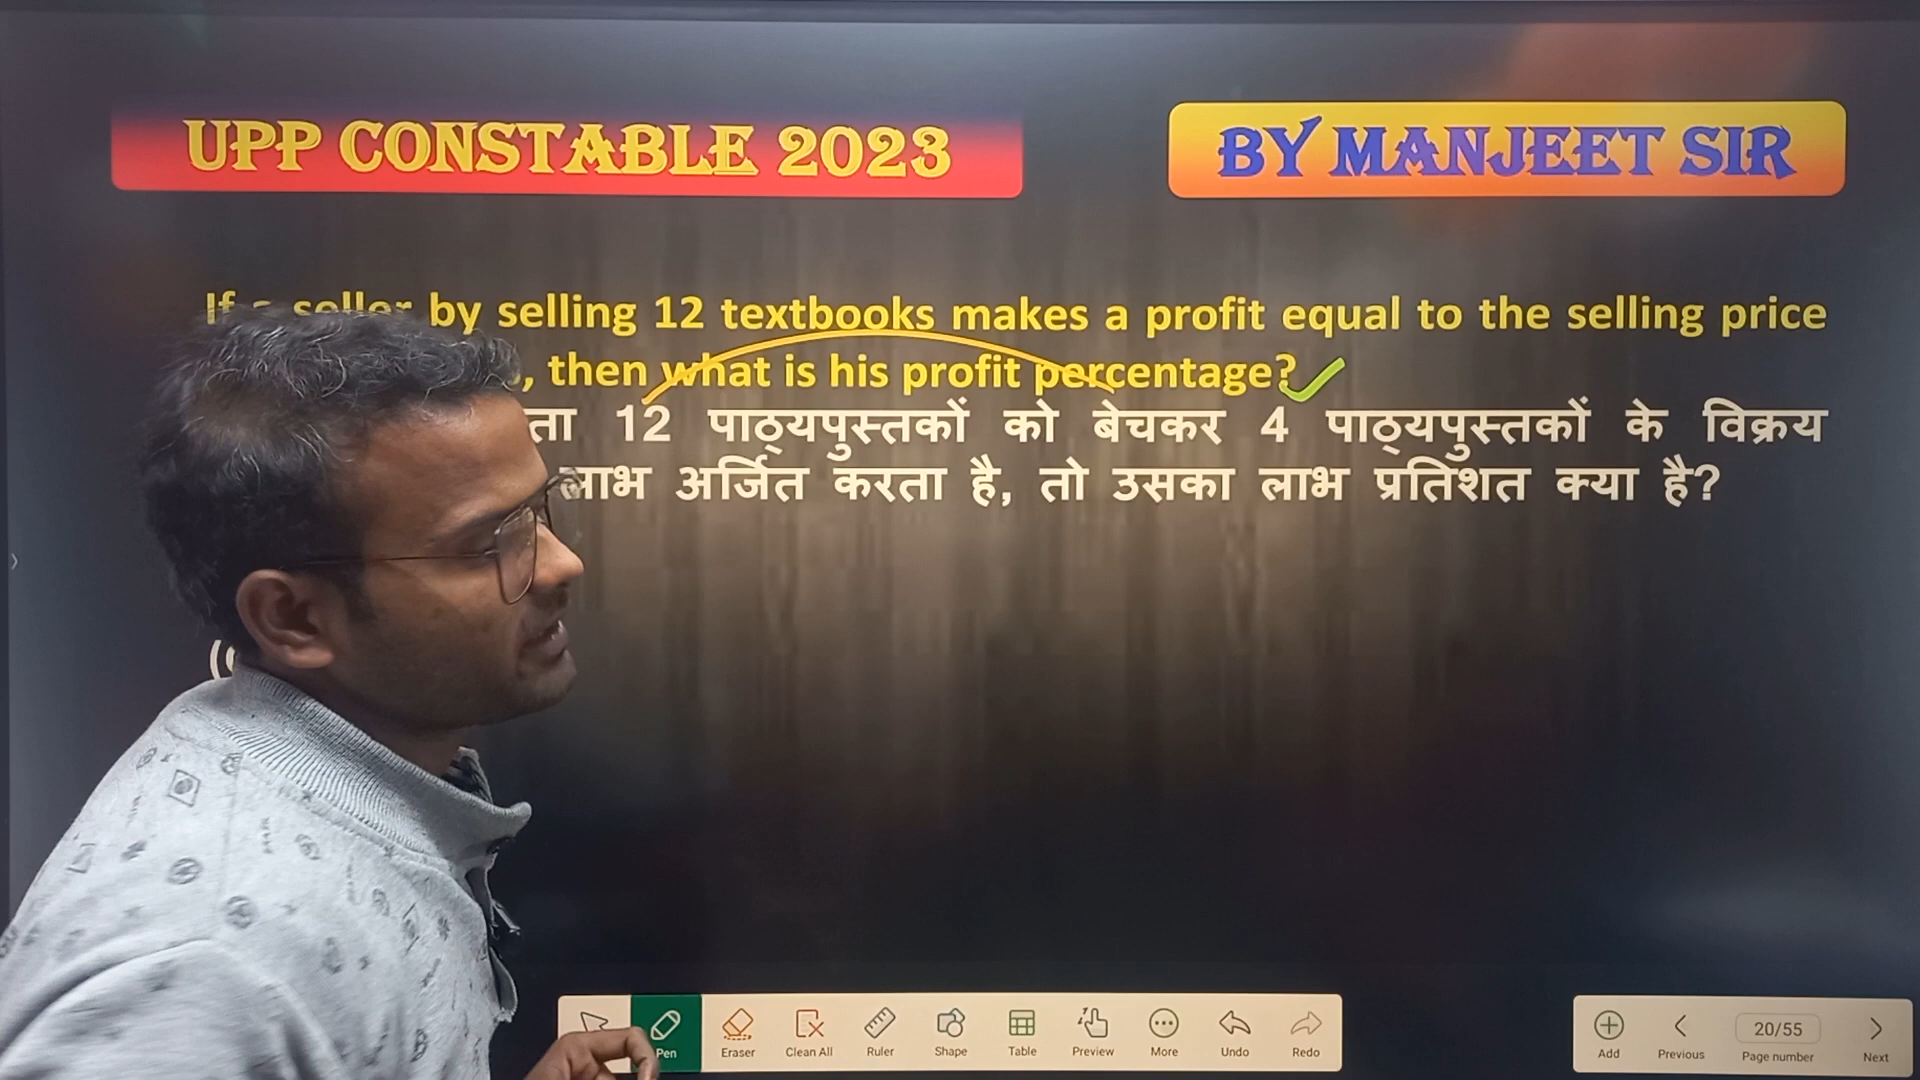 UPP CONSTABLE 2023
BY MANJEET SIR
If a seller by selling 12 textbooks makes a profit equal to the selling price
, then what is his profit percentage?
ता 12 पाठ्यपुस्तकों को बेचकर 4 पाठ्यपुस्तकों के विक्रय
लाभ अर्जित करता है, तो उसका लाभ प्रतिशत क्या है?
Pen
Eraser
Clean All
Ruler
Shape
Table
Preview
More
Undo
Redo
Add
Previous
20/55
Page number
Next